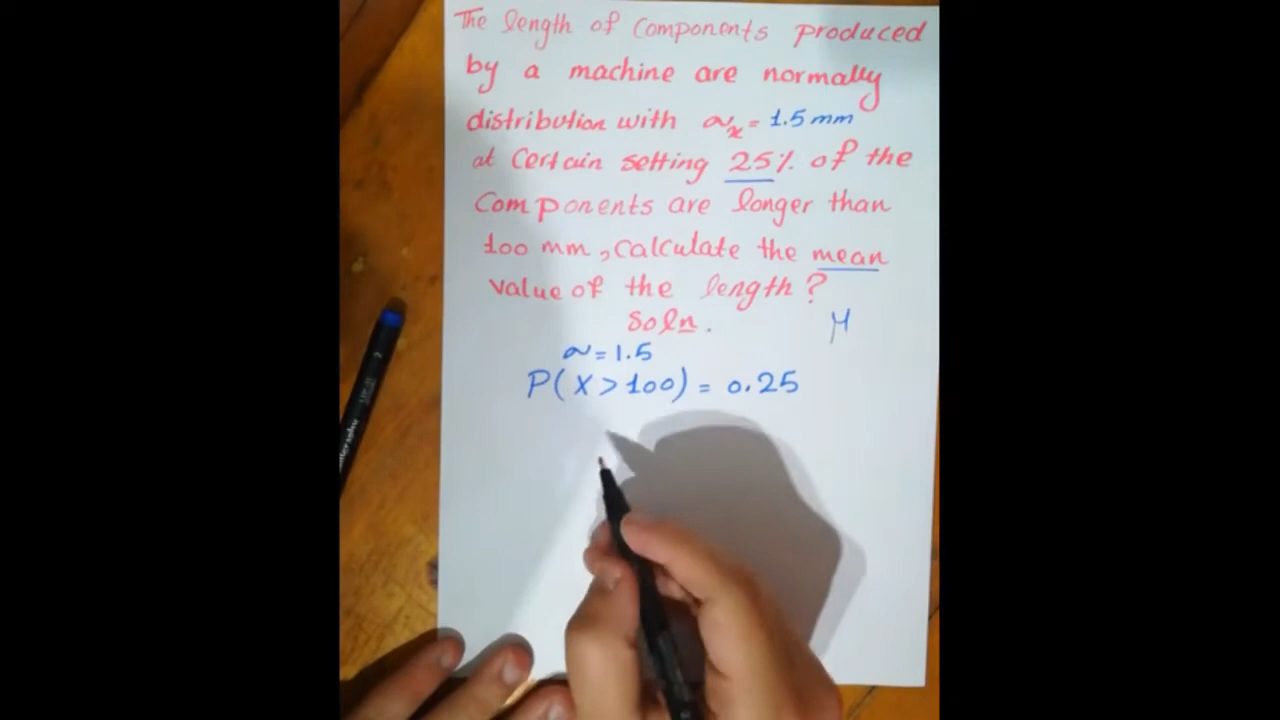 The length of components produced
by a machine are normally
distribution with σₓ = 1.5 mm
at certain setting 25% of the
components are longer than
100 mm, calculate the mean
value of the length?
soln.
μ
σ = 1.5
P(X > 100) = 0.25